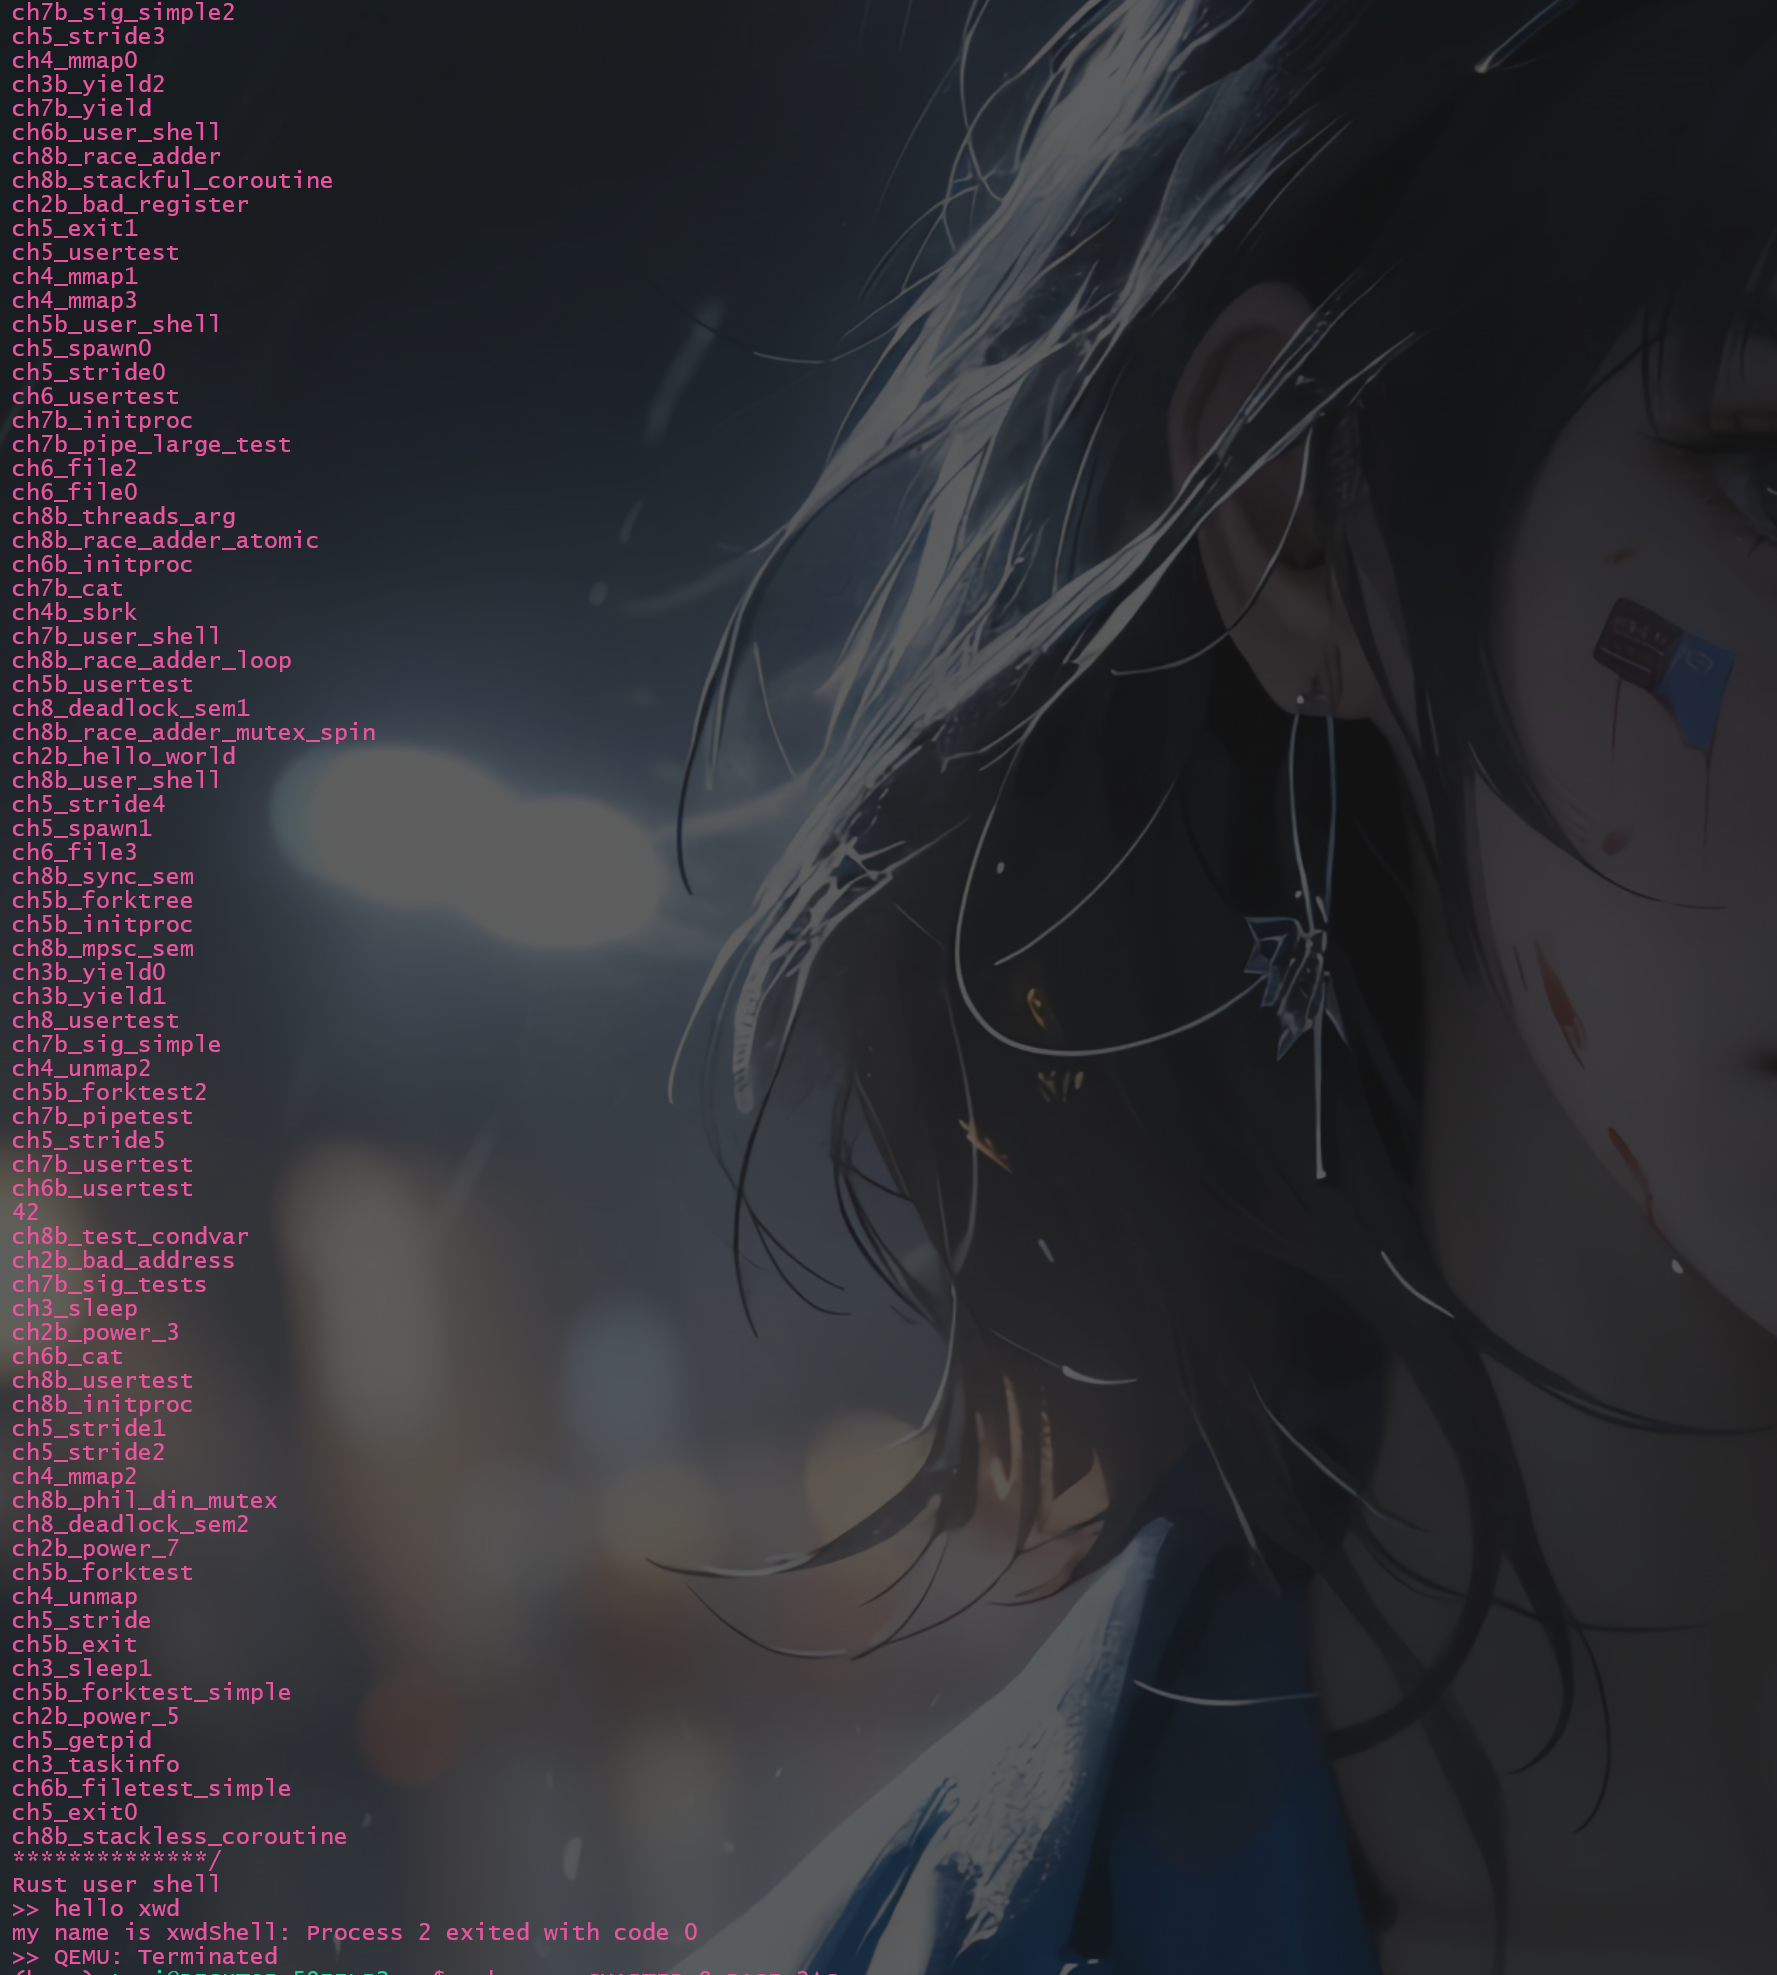 ch7b_sig_simple2
ch5_stride3
ch4_mmap0
ch3b_yield2
ch7b_yield
ch6b_user_shell
ch8b_race_adder
ch8b_stackful_coroutine
ch2b_bad_register
ch5_exit1
ch5_usertest
ch4_mmap1
ch4_mmap3
ch5b_user_shell
ch5_spawn0
ch5_stride0
ch6_usertest
ch7b_initproc
ch7b_pipe_large_test
ch6_file2
ch6_file0
ch8b_threads_arg
ch8b_race_adder_atomic
ch6b_initproc
ch7b_cat
ch4b_sbrk
ch7b_user_shell
ch8b_race_adder_loop
ch5b_usertest
ch8_deadlock_sem1
ch8b_race_adder_mutex_spin
ch2b_hello_world
ch8b_user_shell
ch5_stride4
ch5_spawn1
ch6_file3
ch8b_sync_sem
ch5b_forktree
ch5b_initproc
ch8b_mpsc_sem
ch3b_yield0
ch3b_yield1
ch8_usertest
ch7b_sig_simple
ch4_unmap2
ch5b_forktest2
ch7b_pipetest
ch5_stride5
ch7b_usertest
ch6b_usertest
42
ch8b_test_condvar
ch2b_bad_address
ch7b_sig_tests
ch3_sleep
ch2b_power_3
ch6b_cat
ch8b_usertest
ch8b_initproc
ch5_stride1
ch5_stride2
ch4_mmap2
ch8b_phil_din_mutex
ch8_deadlock_sem2
ch2b_power_7
ch5b_forktest
ch4_unmap
ch5_stride
ch5b_exit
ch3_sleep1
ch5b_forktest_simple
ch2b_power_5
ch5_getpid
ch3_taskinfo
ch6b_filetest_simple
ch5_exit0
ch8b_stackless_coroutine
**************/
Rust user shell
>> hello xwd
my name is xwdShell: Process 2 exited with code 0
>> QEMU: Terminated